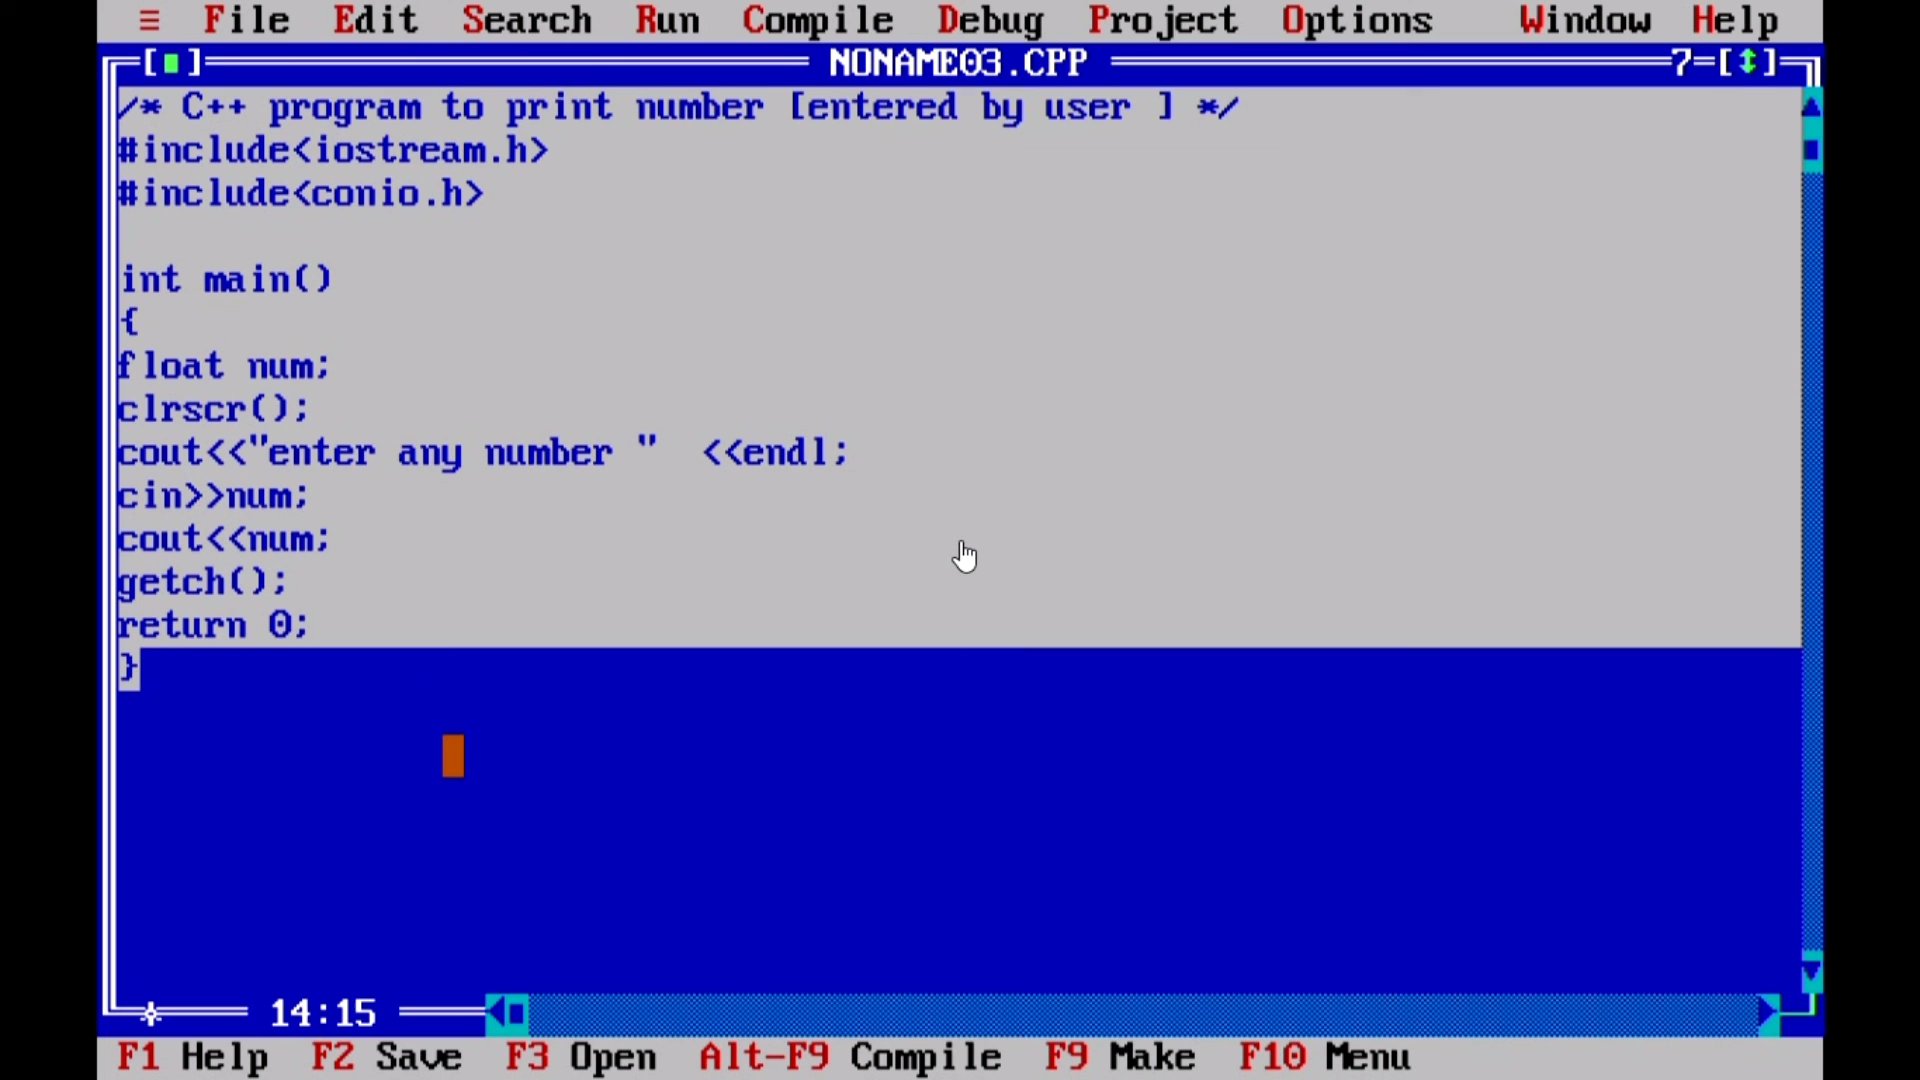 ≡ File Edit Search Run Compile Debug Project Options Window Help
[■] NONAME03.CPP 7=[↕]
/* C++ program to print number [entered by user ] */
#include<iostream.h>
#include<conio.h>
int main()
{
float num;
clrscr();
cout<<"enter any number "  <<endl;
cin>>num;
cout<<num;
getch();
return 0;
}
14:15
F1 Help F2 Save F3 Open Alt-F9 Compile F9 Make F10 Menu